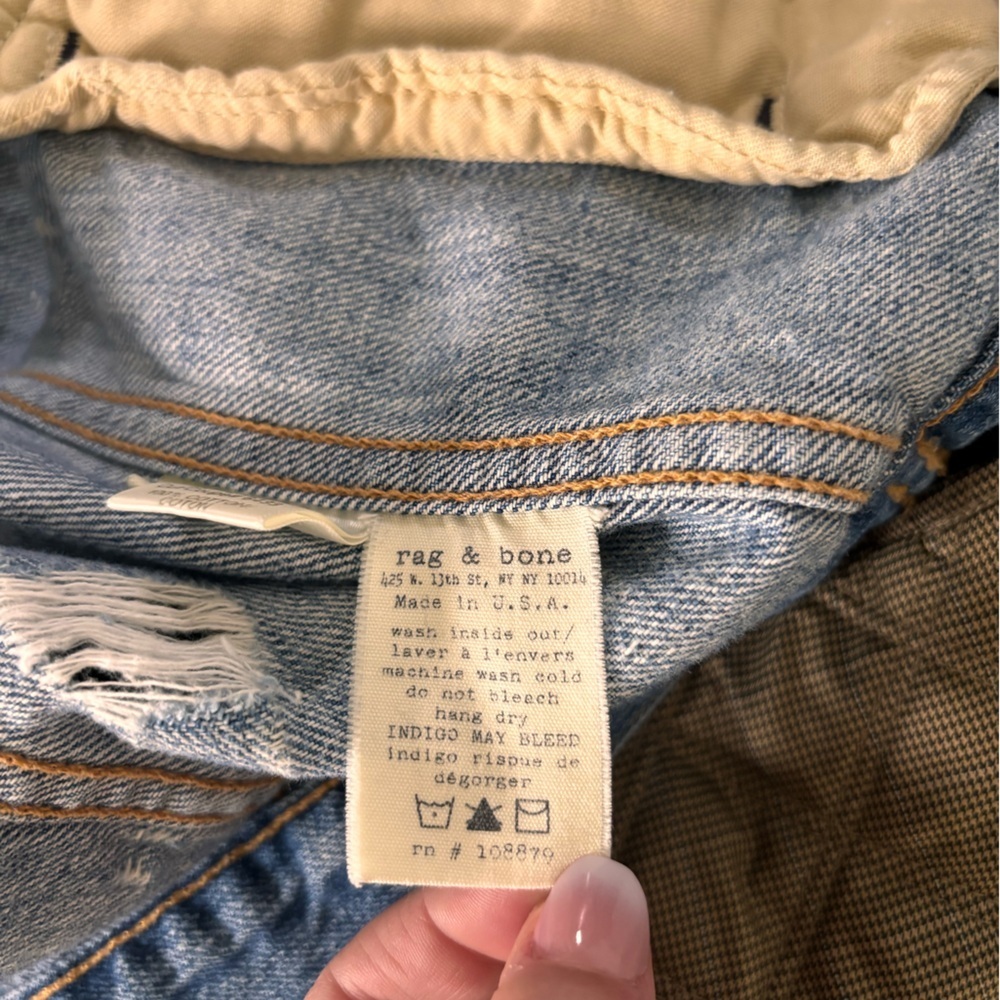 rag & bone
425 W. 13th St, NY NY 10014
Made in U.S.A.
wash inside out/
laver à l'envers
machine wash cold
do not bleach
hang dry
INDIGO MAY BLEED
indigo risque de
dégorger
rn # 108879